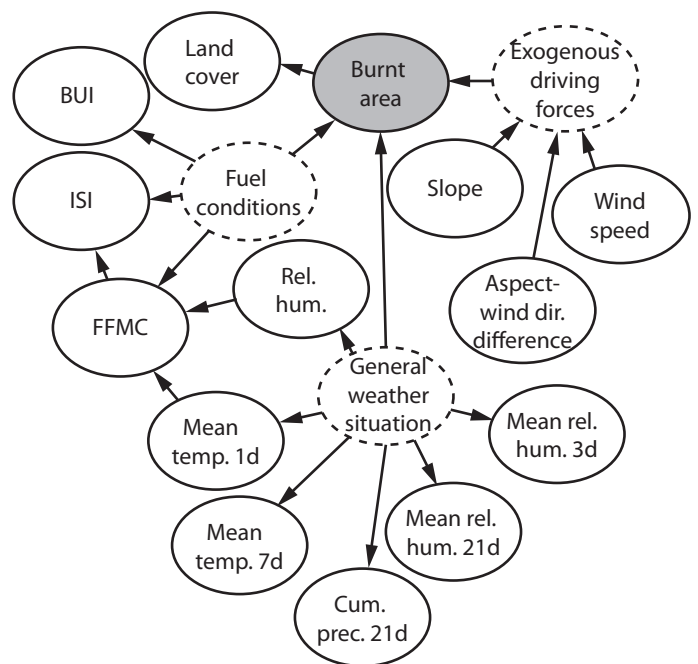 Land
cover
Burnt
area
Exogenous
driving
forces
BUI
Fuel
conditions
Slope
Wind
speed
ISI
Rel.
hum.
Aspect-
wind dir.
difference
FFMC
General
weather
situation
Mean
temp. 1d
Mean rel.
hum. 3d
Mean
temp. 7d
Mean rel.
hum. 21d
Cum.
prec. 21d